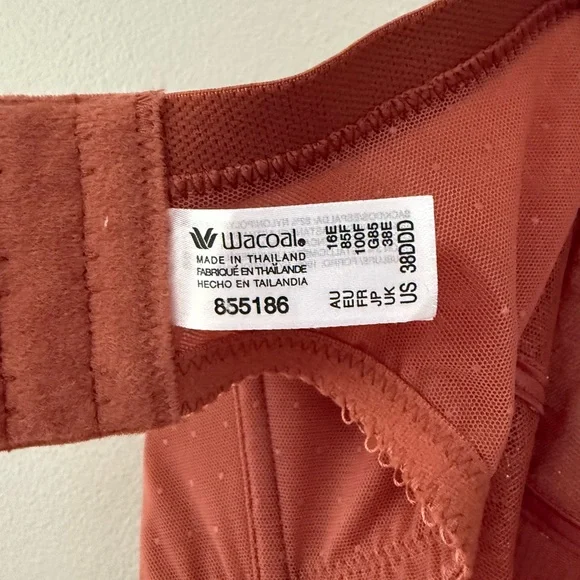 Wacoal®
MADE IN THAILAND
FABRIQUÉ EN THAÏLANDE
HECHO EN TAILANDIA
855186
AU 16E
EU 85F
FR 100F
JP G85
UK 38E
US 38DDD